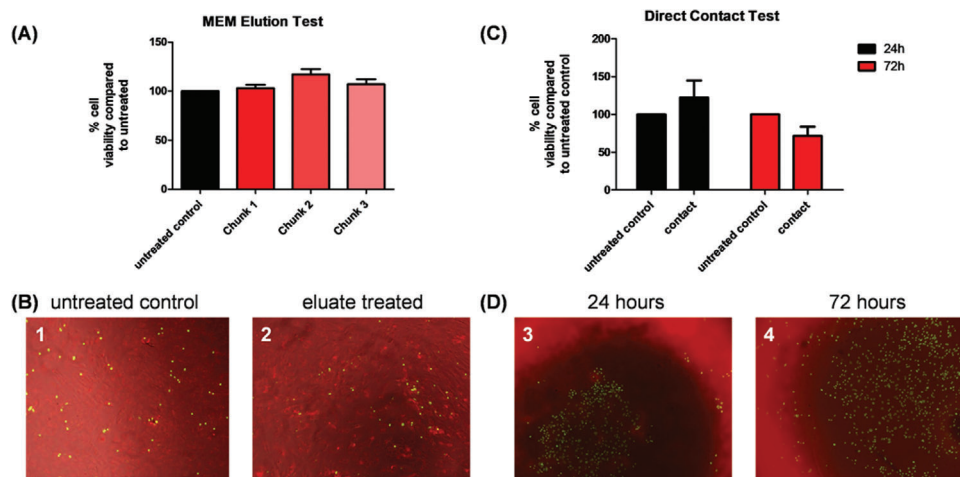 (A)
MEM Elution Test
% cell
viability compared
to untreated
150
100
50
0
untreated control
Chunk 1
Chunk 2
Chunk 3
(C)
Direct Contact Test
% cell
viability compared
to untreated control
200
150
100
50
0
untreated control
contact
untreated control
contact
24h
72h
(B)
untreated control
eluate treated
1
2
(D)
24 hours
72 hours
3
4